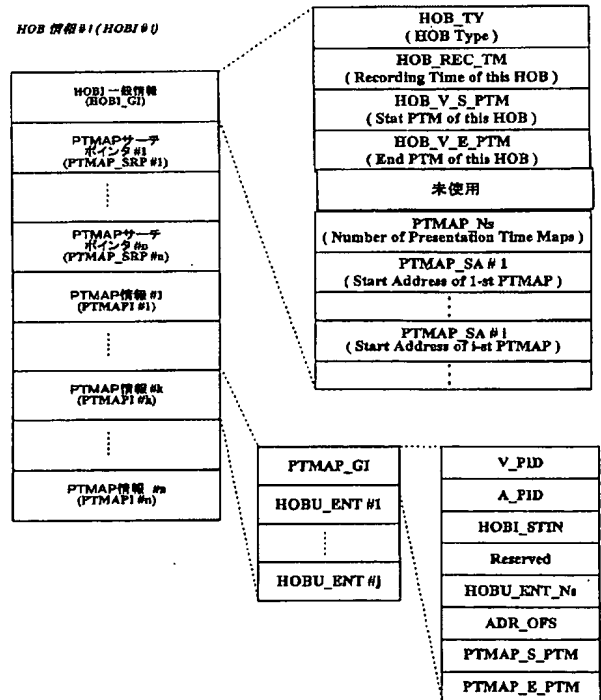 HOB 情報 #i ( HOBI # i)
HOBI 一般情報
(HOBI_GI)
PTMAPサーチ
ポインタ #1
(PTMAP_SRP #1)
PTMAPサーチ
ポインタ #n
(PTMAP_SRP #n)
PTMAP情報 #1
(PTMAPI #1)
PTMAP情報 #k
(PTMAPI #k)
PTMAP情報 #n
(PTMAPI #n)
HOB_TY
( HOB Type )
HOB_REC_TM
( Recording Time of this HOB )
HOB_V_S_PTM
( Stat PTM of this HOB )
HOB_V_E_PTM
( End PTM of this HOB )
未使用
PTMAP_Ns
( Number of Presentation Time Maps )
PTMAP_SA # 1
( Start Address of 1-st PTMAP )
PTMAP_SA # i
( Start Address of i-st PTMAP )
PTMAP_GI
HOBU_ENT #1
HOBU_ENT #j
V_PID
A_PID
HOBI_STIN
Reserved
HOBU_ENT_Ns
ADR_OFS
PTMAP_S_PTM
PTMAP_E_PTM